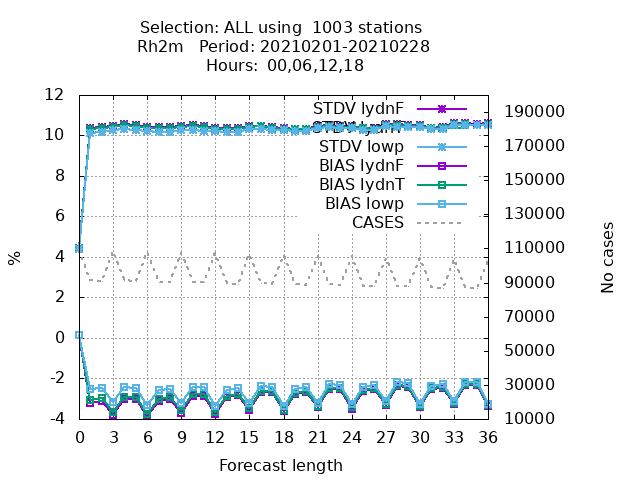 Selection: ALL using 1003 stations
Rh2m Period: 20210201-20210228
Hours: 00,06,12,18
12
10
8
6
4
2
0
-2
-4
%
STDV lydnF
STDV lydnT
STDV lowp
BIAS lydnF
BIAS lydnT
BIAS lowp
CASES
190000
170000
150000
130000
110000
90000
70000
50000
30000
10000
No cases
0 3 6 9 12 15 18 21 24 27 30 33 36
Forecast length